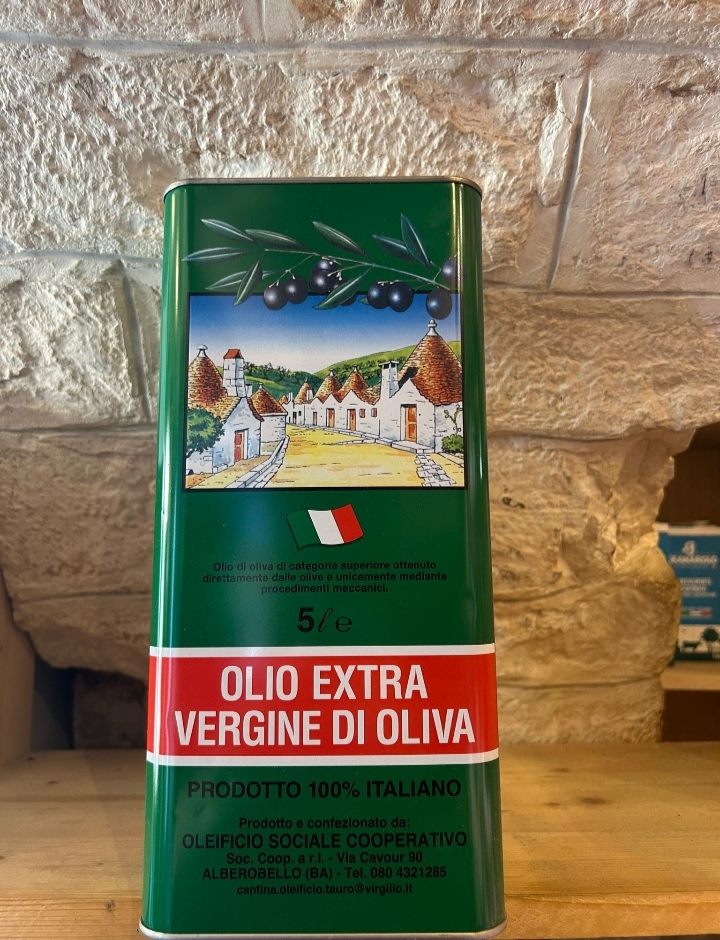 Olio di oliva di categoria superiore ottenuto
direttamente dalle olive e unicamente mediante
procedimenti meccanici.
5 ℓ e
OLIO EXTRA
VERGINE DI OLIVA
PRODOTTO 100% ITALIANO
Prodotto e confezionato da:
OLEIFICIO SOCIALE COOPERATIVO
Soc. Coop. a r.l. - Via Cavour 90
ALBEROBELLO (BA) - Tel. 080 4321285
cantina.oleificio.tauro@virgilio.it